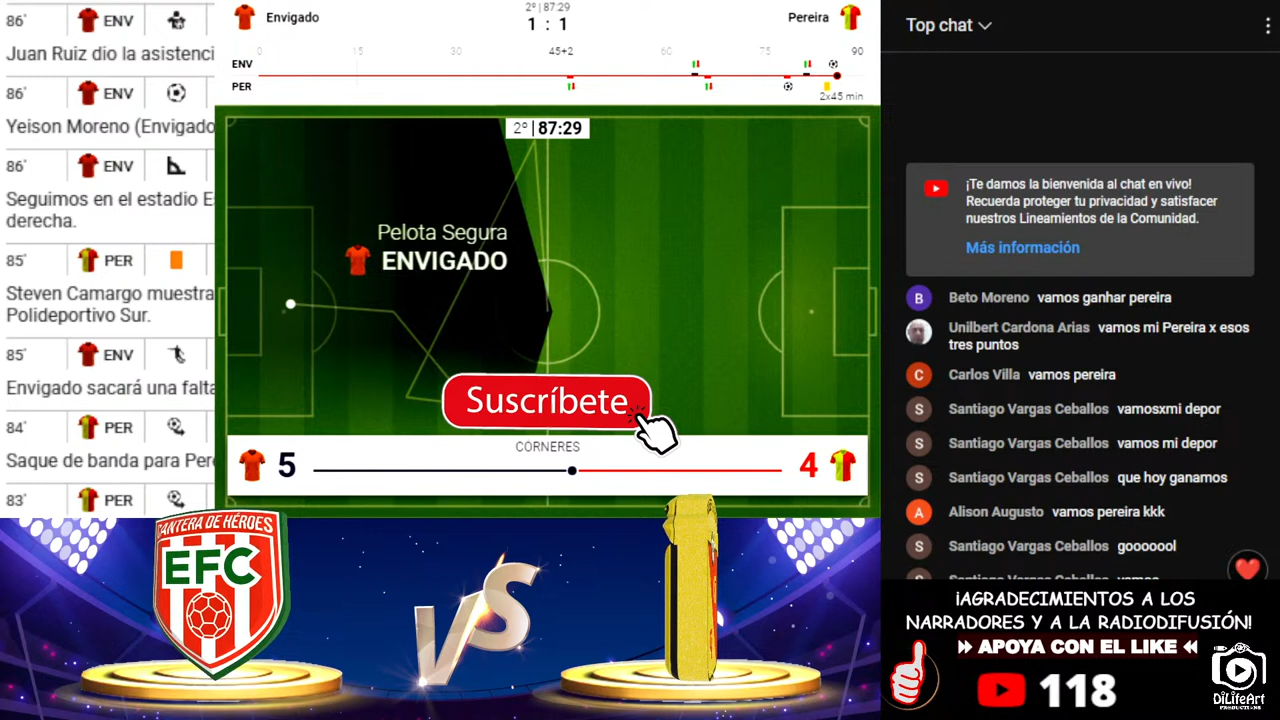 86' ENV
Juan Ruiz dio la asistenci
86' ENV
Yeison Moreno (Envigado
86' ENV
Seguimos en el estadio E
derecha.
85' PER
Steven Camargo muestra
Polideportivo Sur.
85' ENV
Envigado sacará una falta
84' PER
Saque de banda para Per
83' PER
Envigado
2º | 87:29
1 : 1
Pereira
0 15 30 45+2 60 75 90
ENV
PER
2x45 min
2º | 87:29
Pelota Segura
ENVIGADO
Suscríbete
CORNERES
5 4
CANTERA DE HÉROES
EFC
VS
Top chat
¡Te damos la bienvenida al chat en vivo!
Recuerda proteger tu privacidad y satisfacer
nuestros Lineamientos de la Comunidad.
Más información
B Beto Moreno vamos ganhar pereira
Unilbert Cardona Arias vamos mi Pereira x esos
tres puntos
C Carlos Villa vamos pereira
S Santiago Vargas Ceballos vamosxmi depor
S Santiago Vargas Ceballos vamos mi depor
S Santiago Vargas Ceballos que hoy ganamos
A Alison Augusto vamos pereira kkk
S Santiago Vargas Ceballos gooooool
¡AGRADECIMIENTOS A LOS
NARRADORES Y A LA RADIODIFUSIÓN!
APOYA CON EL LIKE
118
DiLifeArt
PRODUCTIONS